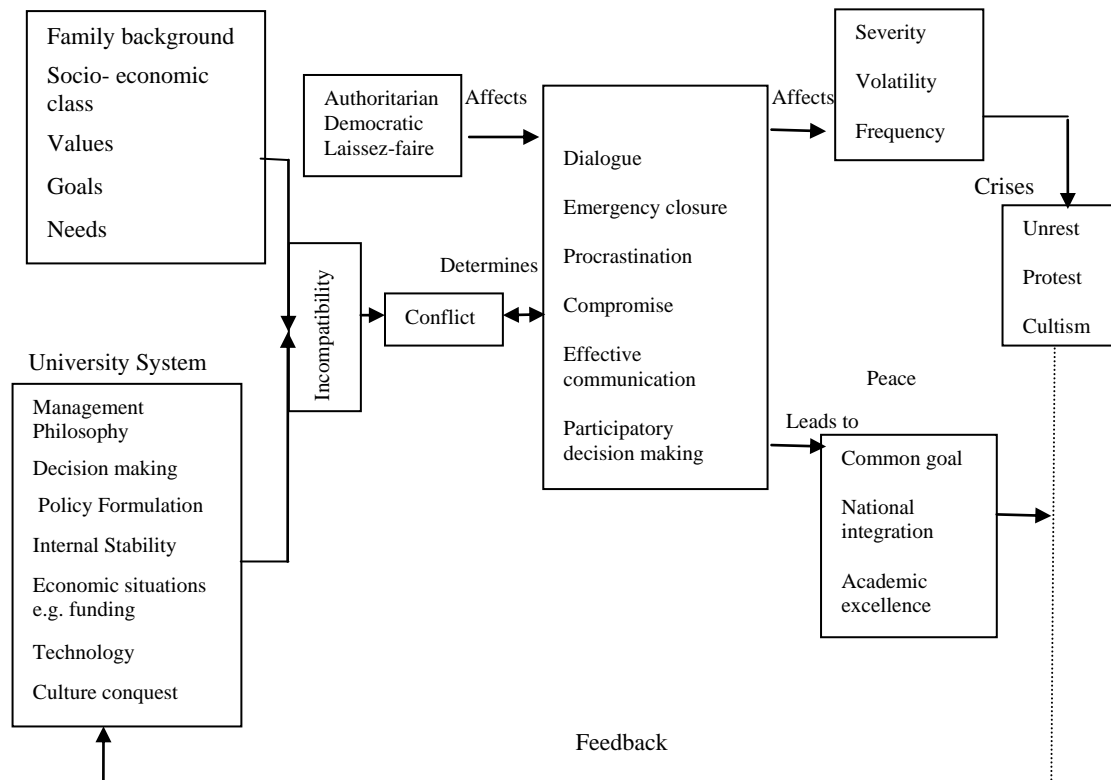 Family background
Socio- economic
class
Values
Goals
Needs
Authoritarian
Democratic
Laissez-faire
Affects
Dialogue
Emergency closure
Procrastination
Compromise
Effective
communication
Participatory
decision making
Affects
Severity
Volatility
Frequency
Crises
Unrest
Protest
Cultism
Incompatibility
Conflict
Determines
University System
Management
Philosophy
Decision making
Policy Formulation
Internal Stability
Economic situations
e.g. funding
Technology
Culture conquest
Peace
Leads to
Common goal
National
integration
Academic
excellence
Feedback